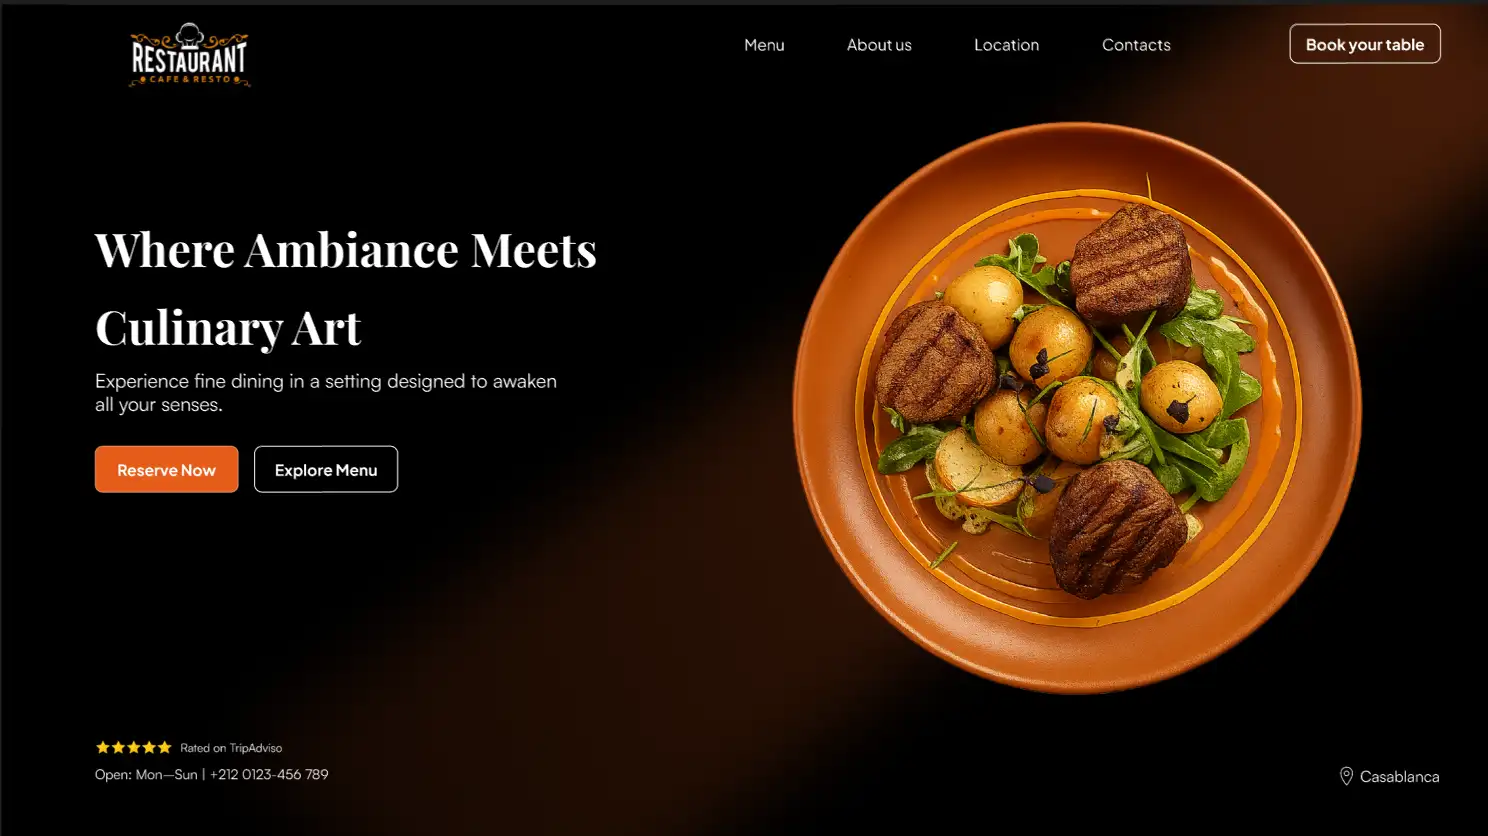 RESTAURANT
CAFE & RESTO
Menu
About us
Location
Contacts
Book your table
Where Ambiance Meets
Culinary Art
Experience fine dining in a setting designed to awaken
all your senses.
Reserve Now
Explore Menu
Rated on TripAdviso
Open: Mon—Sun | +212 0123-456 789
Casablanca